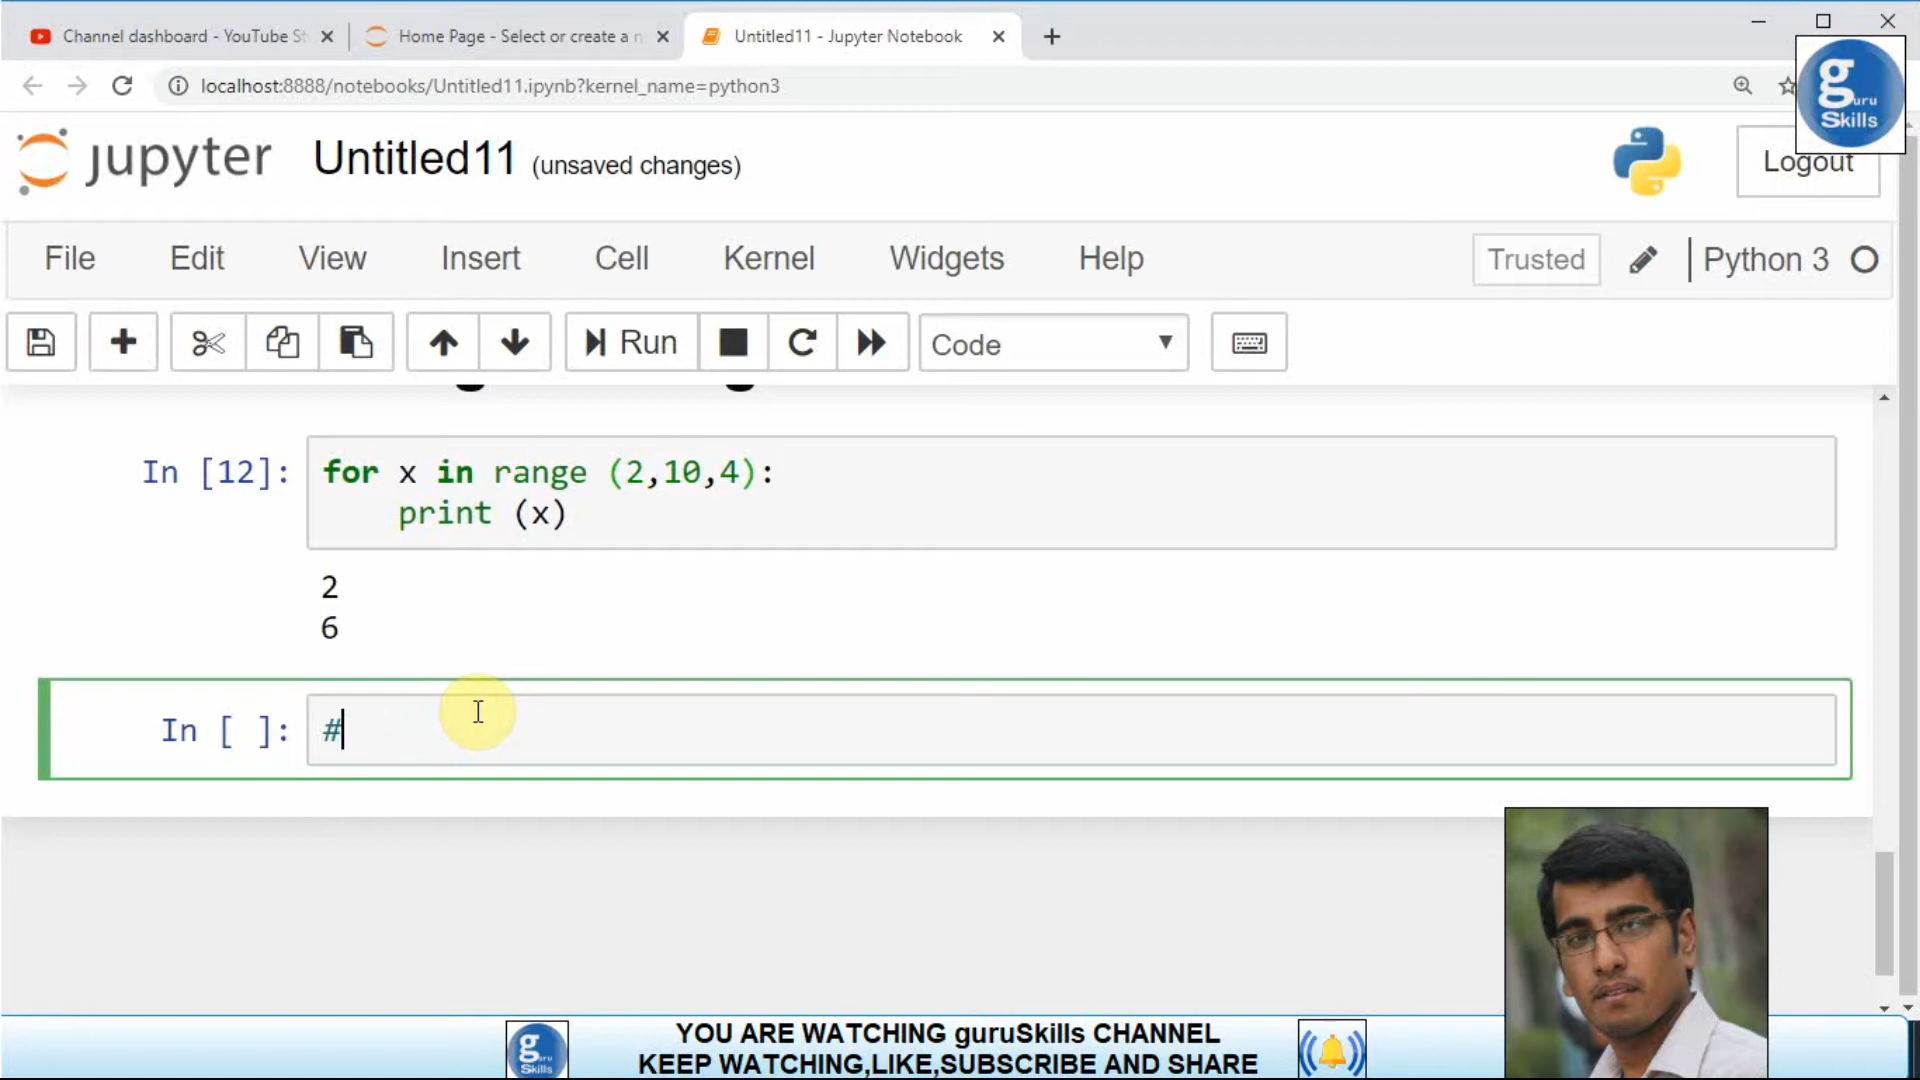 Channel dashboard - YouTube St
Home Page - Select or create a n
Untitled11 - Jupyter Notebook
localhost:8888/notebooks/Untitled11.ipynb?kernel_name=python3
guru Skills
jupyter Untitled11 (unsaved changes)
Logout
File Edit View Insert Cell Kernel Widgets Help
Trusted
Python 3
Run
Code
In [12]: for x in range (2,10,4):
print (x)
2
6
In [ ]: #
guru Skills
YOU ARE WATCHING guruSkills CHANNEL
KEEP WATCHING,LIKE,SUBSCRIBE AND SHARE